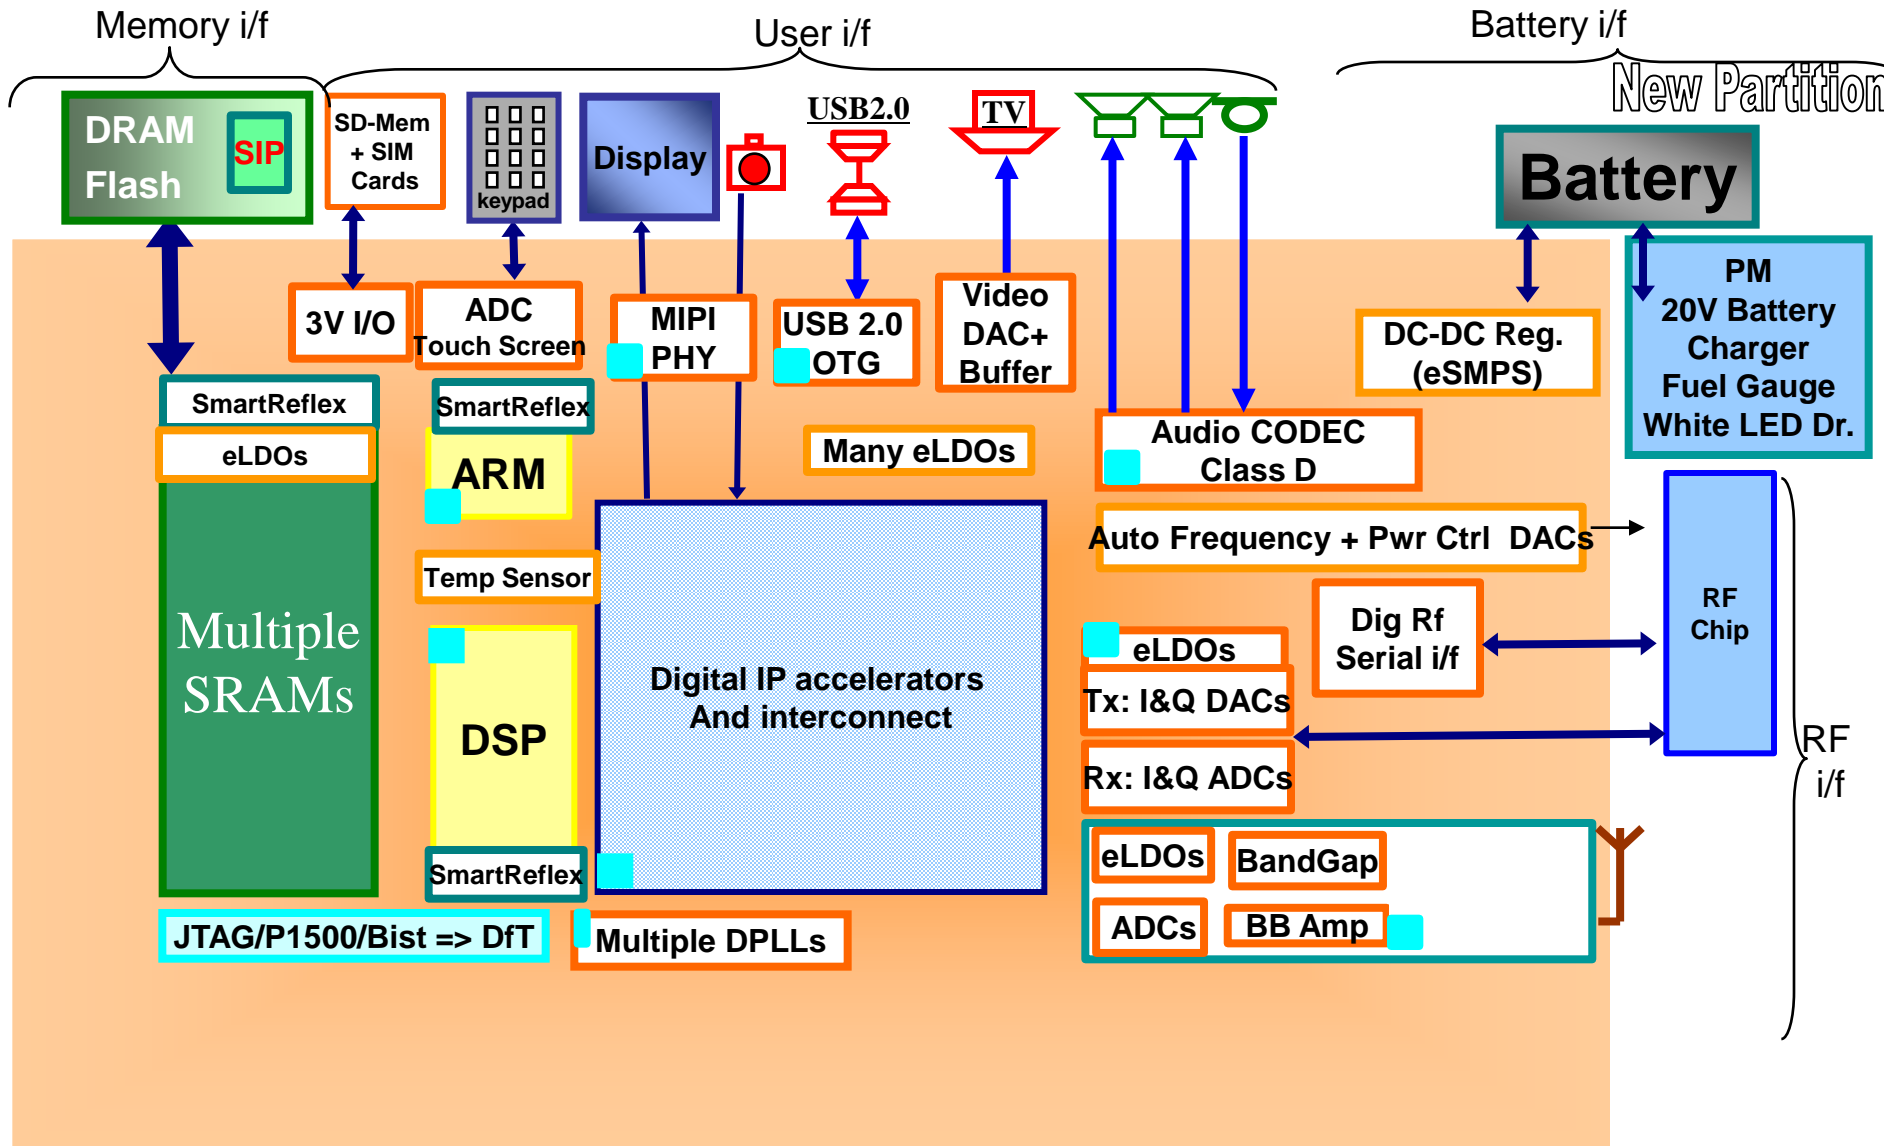 Memory i/f
User i/f
Battery i/f
New Partition
DRAM
Flash
SIP
SD-Mem
+ SIM
Cards
keypad
Display
USB2.0
TV
Battery
3V I/O
ADC
Touch Screen
MIPI
PHY
USB 2.0
OTG
Video
DAC+
Buffer
DC-DC Reg.
(eSMPS)
PM
20V Battery
Charger
Fuel Gauge
White LED Dr.
SmartReflex
eLDOs
SmartReflex
ARM
Many eLDOs
Audio CODEC
Class D
Auto Frequency + Pwr Ctrl DACs
Temp Sensor
Multiple
SRAMs
DSP
SmartReflex
Digital IP accelerators
And interconnect
eLDOs
Tx: I&Q DACs
Rx: I&Q ADCs
Dig Rf
Serial i/f
RF
Chip
RF
i/f
eLDOs
BandGap
ADCs
BB Amp
JTAG/P1500/Bist => DfT
Multiple DPLLs